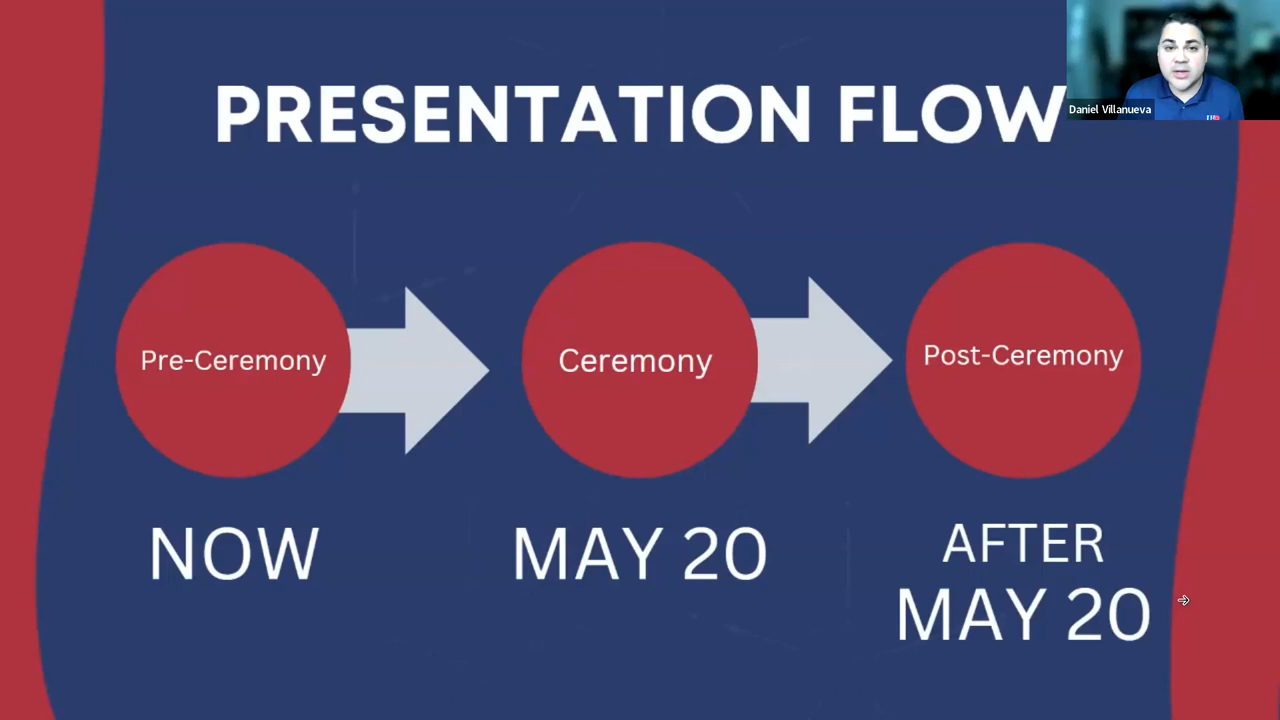 PRESENTATION FLOW
Daniel Villanueva
Pre-Ceremony
Ceremony
Post-Ceremony
NOW
MAY 20
AFTER
MAY 20